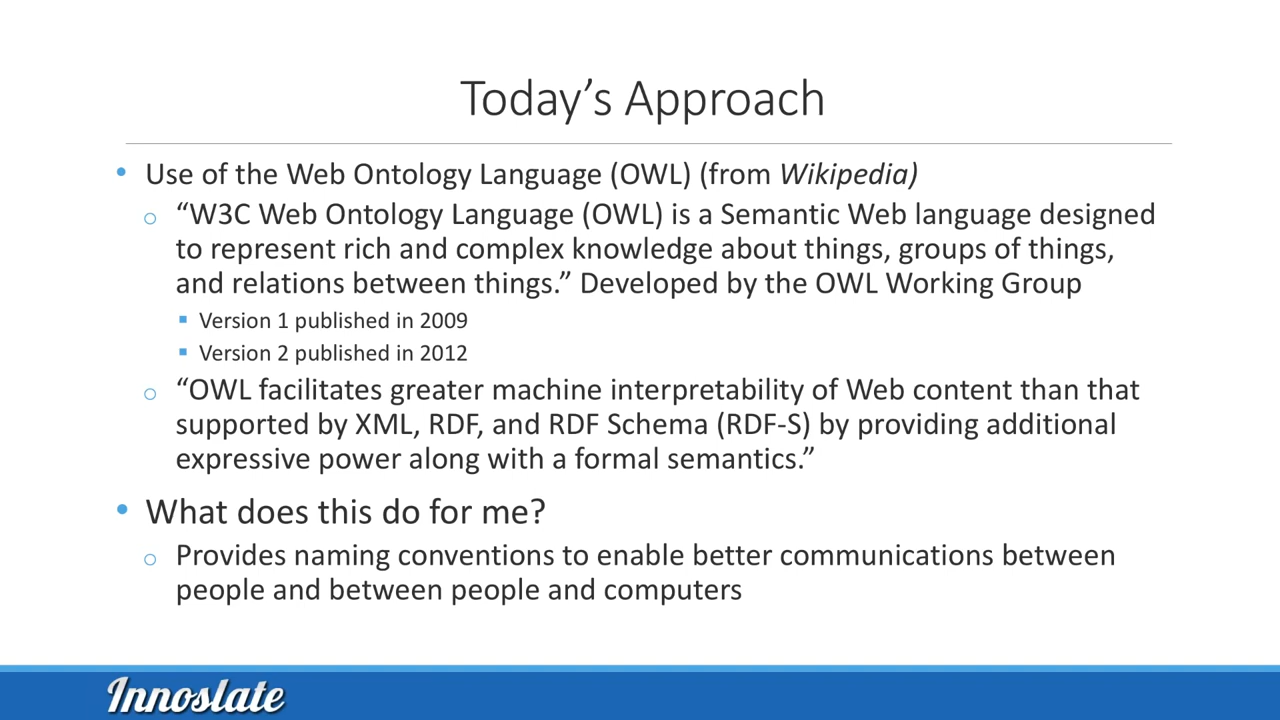 Today’s Approach
• Use of the Web Ontology Language (OWL) (from Wikipedia)
o “W3C Web Ontology Language (OWL) is a Semantic Web language designed
to represent rich and complex knowledge about things, groups of things,
and relations between things.” Developed by the OWL Working Group
▪ Version 1 published in 2009
▪ Version 2 published in 2012
o “OWL facilitates greater machine interpretability of Web content than that
supported by XML, RDF, and RDF Schema (RDF-S) by providing additional
expressive power along with a formal semantics.”
• What does this do for me?
o Provides naming conventions to enable better communications between
people and between people and computers
Innoslate